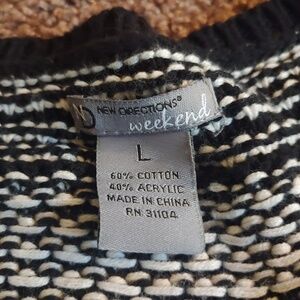 ND NEW DIRECTIONS®
weekend
L
60% COTTON
40% ACRYLIC
MADE IN CHINA
RN 31104